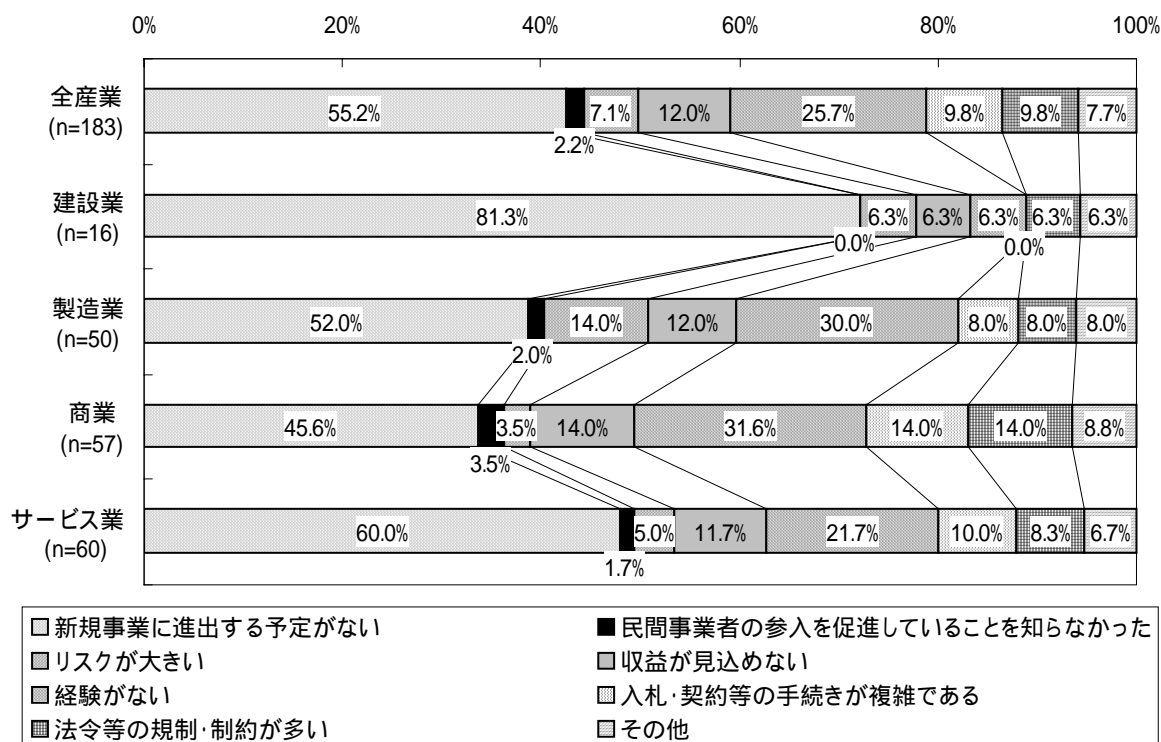 0% 20% 40% 60% 80% 100%
全産業
(n=183)
55.2% 7.1% 12.0% 25.7% 9.8% 9.8% 7.7%
2.2%
建設業
(n=16)
81.3% 6.3% 6.3% 6.3% 6.3% 6.3%
0.0% 0.0%
製造業
(n=50)
52.0% 14.0% 12.0% 30.0% 8.0% 8.0% 8.0%
2.0%
商業
(n=57)
45.6% 3.5% 14.0% 31.6% 14.0% 14.0% 8.8%
3.5%
サービス業
(n=60)
60.0% 5.0% 11.7% 21.7% 10.0% 8.3% 6.7%
1.7%
新規事業に進出する予定がない 民間事業者の参入を促進していることを知らなかった
リスクが大きい 収益が見込めない
経験がない 入札・契約等の手続きが複雑である
法令等の規制・制約が多い その他